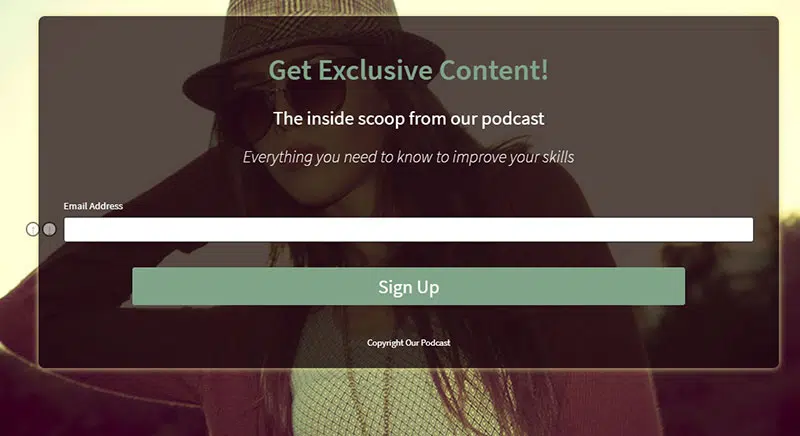 Get Exclusive Content!
The inside scoop from our podcast
Everything you need to know to improve your skills
Email Address
Sign Up
Copyright Our Podcast